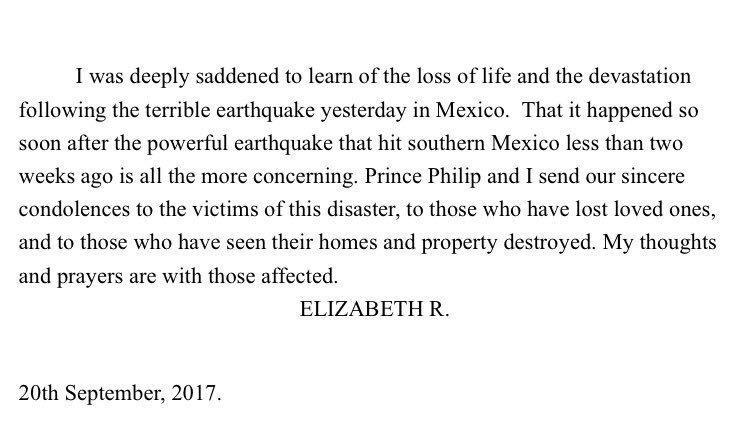 I was deeply saddened to learn of the loss of life and the devastation
following the terrible earthquake yesterday in Mexico.  That it happened so
soon after the powerful earthquake that hit southern Mexico less than two
weeks ago is all the more concerning. Prince Philip and I send our sincere
condolences to the victims of this disaster, to those who have lost loved ones,
and to those who have seen their homes and property destroyed. My thoughts
and prayers are with those affected.
ELIZABETH R.
20th September, 2017.